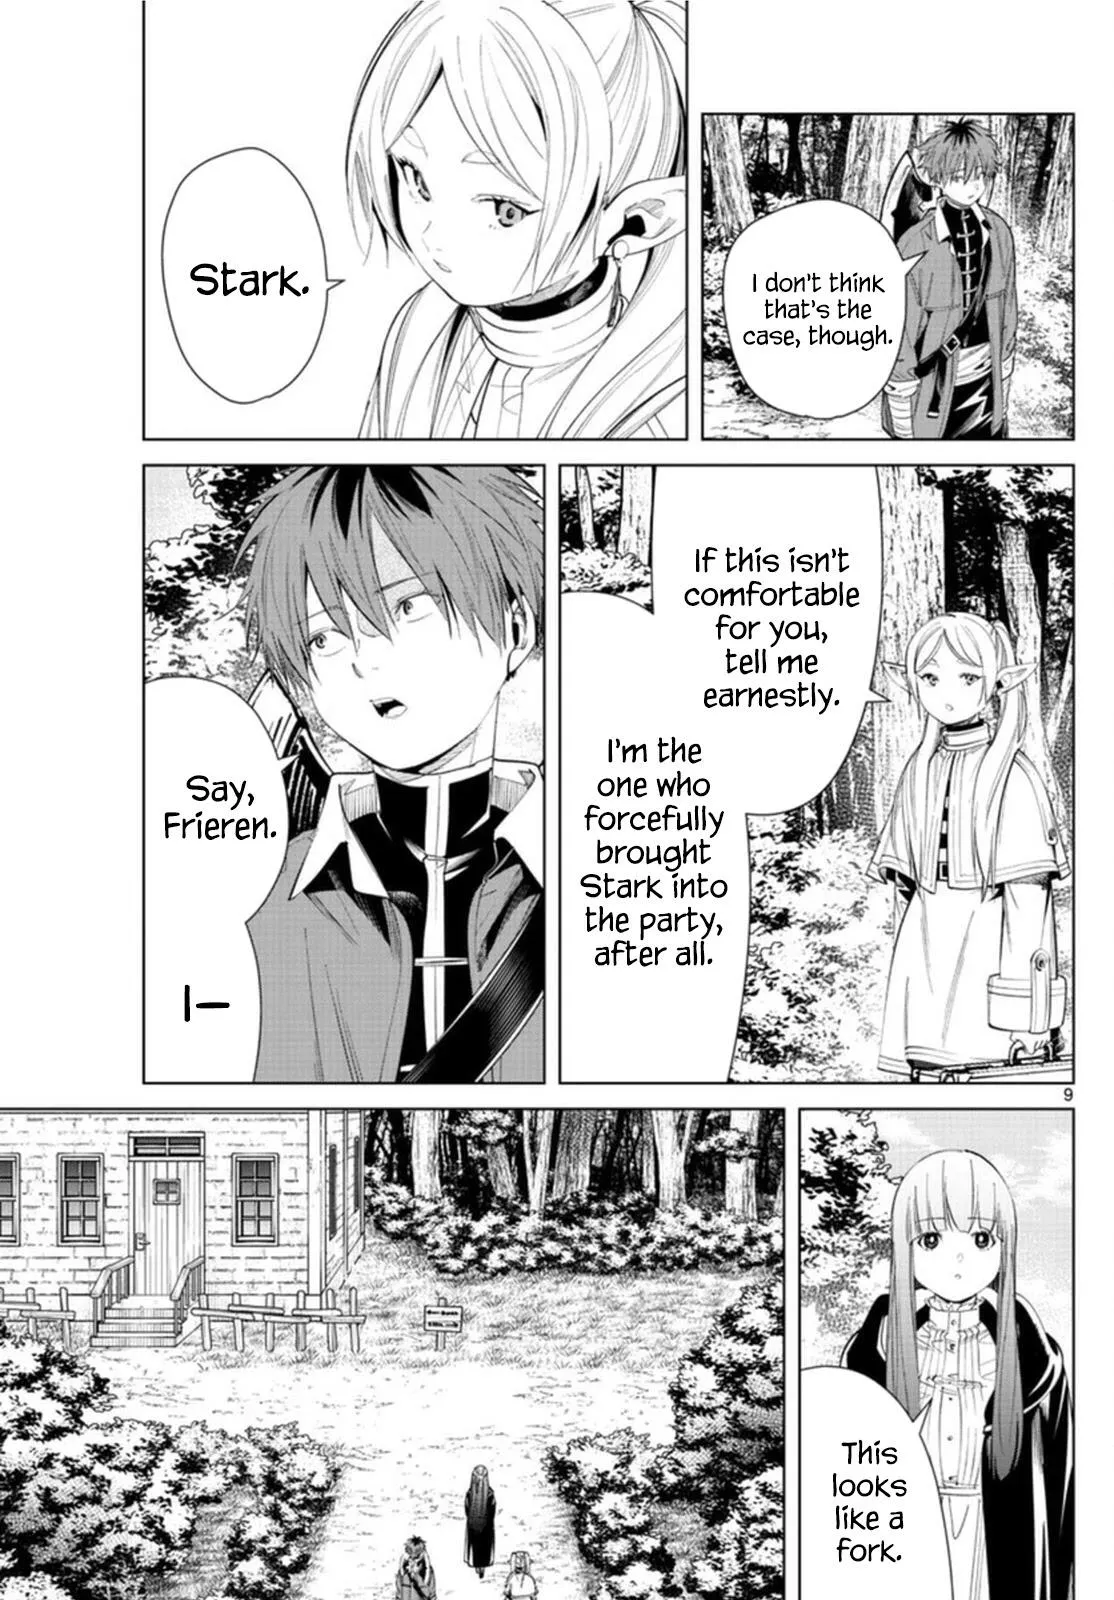 I don't think
that's the
case, though.
Stark.
If this isn't
comfortable
for you,
tell me
earnestly.
I'm the
one who
forcefully
brought
Stark into
the party,
after all.
Say,
Frieren.
I—
9
This
looks
like a
fork.